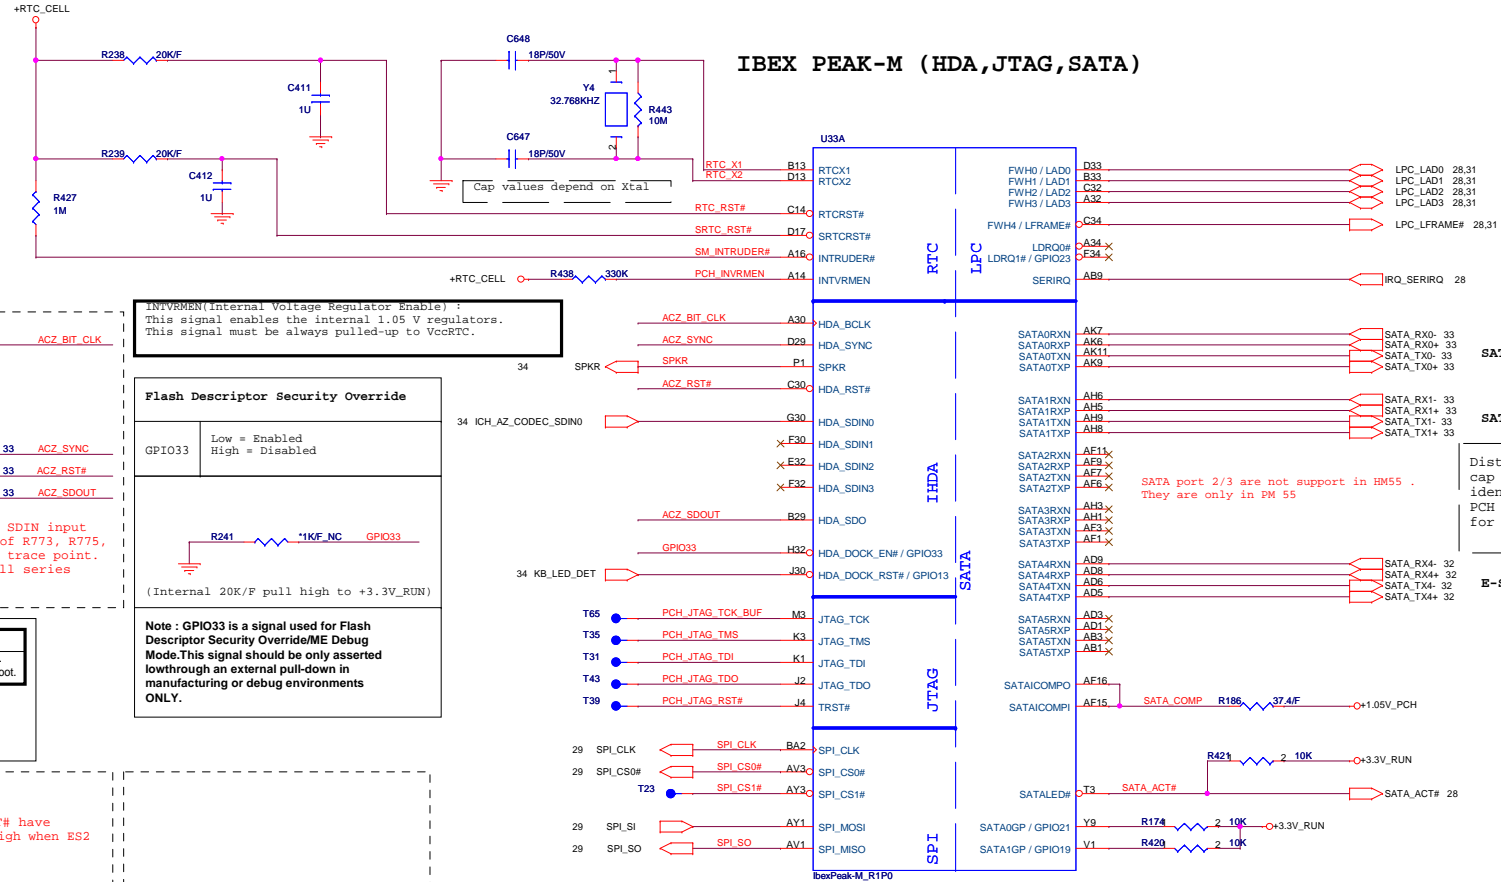 +RTC_CELL
R238 20K/F
C411
1U
R239 20K/F
C412
1U
R427
1M
C648
18P/50V
Y4
32.768KHZ
1
2
R443
10M
C647
18P/50V
Cap values depend on Xtal
IBEX PEAK-M (HDA,JTAG,SATA)
U33A
RTC_X1 B13 RTCX1
RTC_X2 D13 RTCX2
RTC_RST# C14 RTCRST#
SRTC_RST# D17 SRTCRST#
SM_INTRUDER# A16 INTRUDER#
+RTC_CELL R438 330K PCH_INVRMEN A14 INTVRMEN
RTC
LPC
FWH0 / LAD0 D33 LPC_LAD0 28,31
FWH1 / LAD1 B33 LPC_LAD1 28,31
FWH2 / LAD2 C32 LPC_LAD2 28,31
FWH3 / LAD3 A32 LPC_LAD3 28,31
FWH4 / LFRAME# C34 LPC_LFRAME# 28,31
LDRQ0# A34
LDRQ1# / GPIO23 F34
SERIRQ AB9 IRQ_SERIRQ 28
INTVRMEN(Internal Voltage Regulator Enable) :
This signal enables the internal 1.05 V regulators.
This signal must be always pulled-up to VccRTC.
ACZ_BIT_CLK
33 ACZ_SYNC
33 ACZ_RST#
33 ACZ_SDOUT
SDIN input
of R773, R775,
trace point.
ll series
oot.
T# have
igh when ES2
Flash Descriptor Security Override
GPIO33
Low = Enabled
High = Disabled
R241 *1K/F_NC GPIO33
(Internal 20K/F pull high to +3.3V_RUN)
Note : GPIO33 is a signal used for Flash
Descriptor Security Override/ME Debug
Mode.This signal should be only asserted
lowthrough an external pull-down in
manufacturing or debug environments
ONLY.
ACZ_BIT_CLK A30 HDA_BCLK
ACZ_SYNC D29 HDA_SYNC
34 SPKR SPKR P1 SPKR
ACZ_RST# C30 HDA_RST#
34 ICH_AZ_CODEC_SDIN0 G30 HDA_SDIN0
F30 HDA_SDIN1
E32 HDA_SDIN2
F32 HDA_SDIN3
ACZ_SDOUT B29 HDA_SDO
GPIO33 H32 HDA_DOCK_EN# / GPIO33
34 KB_LED_DET J30 HDA_DOCK_RST# / GPIO13
IHDA
SATA
SATA0RXN AK7 SATA_RX0- 33
SATA0RXP AK6 SATA_RX0+ 33
SATA0TXN AK11 SATA_TX0- 33
SATA0TXP AK9 SATA_TX0+ 33
SAT
SATA1RXN AH6 SATA_RX1- 33
SATA1RXP AH5 SATA_RX1+ 33
SATA1TXN AH9 SATA_TX1- 33
SATA1TXP AH8 SATA_TX1+ 33
SAT
SATA2RXN AF11
SATA2RXP AF9
SATA2TXN AF7
SATA2TXP AF6
SATA port 2/3 are not support in HM55 .
They are only in PM 55
Dist
cap
iden
PCH
for
SATA3RXN AH3
SATA3RXP AH1
SATA3TXN AF3
SATA3TXP AF1
SATA4RXN AD9 SATA_RX4- 32
SATA4RXP AD8 SATA_RX4+ 32
SATA4TXN AD6 SATA_TX4- 32
SATA4TXP AD5 SATA_TX4+ 32
E-S
SATA5RXN AD3
SATA5RXP AD1
SATA5TXN AB3
SATA5TXP AB1
SATAICOMPO AF16
SATAICOMPI AF15 SATA_COMP R186 37.4/F +1.05V_PCH
T65 PCH_JTAG_TCK_BUF M3 JTAG_TCK
T35 PCH_JTAG_TMS K3 JTAG_TMS
T31 PCH_JTAG_TDI K1 JTAG_TDI
T43 PCH_JTAG_TDO J2 JTAG_TDO
T39 PCH_JTAG_RST# J4 TRST#
JTAG
29 SPI_CLK SPI_CLK BA2 SPI_CLK
29 SPI_CS0# SPI_CS0# AV3 SPI_CS0#
T23 SPI_CS1# AY3 SPI_CS1#
29 SPI_SI AY1 SPI_MOSI
29 SPI_SO SPI_SO AV1 SPI_MISO
SPI
R421 1 2 10K +3.3V_RUN
SATALED# T3 SATA_ACT# SATA_ACT# 28
SATA0GP / GPIO21 Y9 R174 1 2 10K +3.3V_RUN
SATA1GP / GPIO19 V1 R420 1 2 10K
IbexPeak-M_R1P0